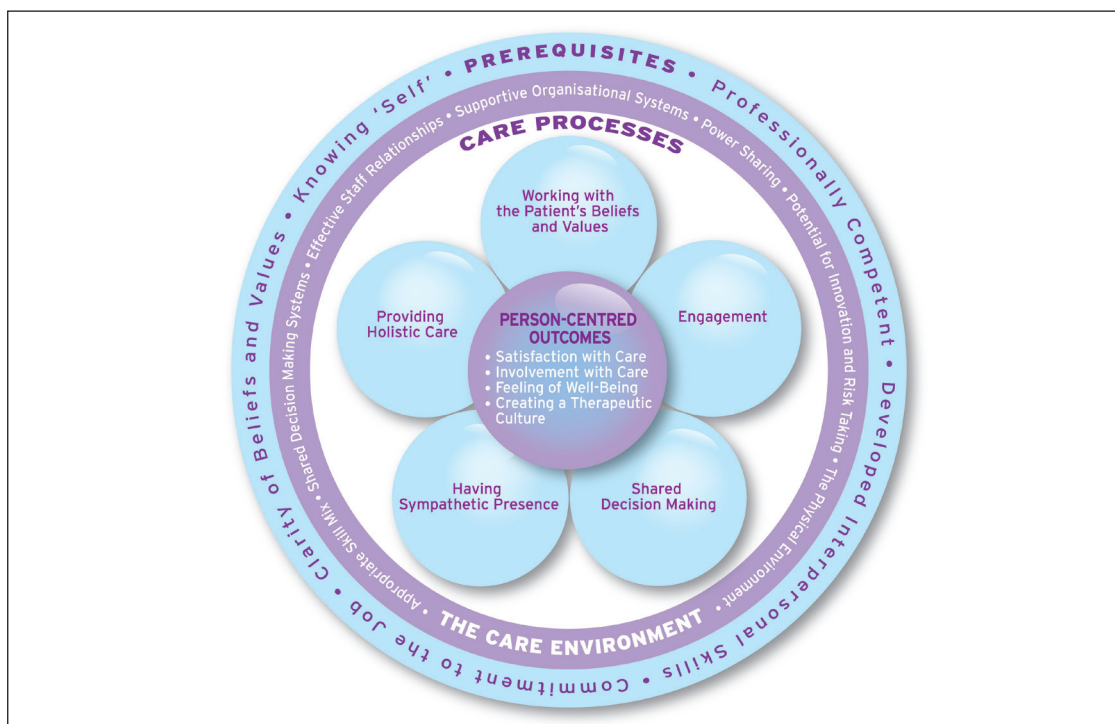 PREREQUISITES • Professionally Competent • Developed Interpersonal Skills • Commitment to the Job • Clarity of Beliefs and Values • Knowing 'Self' •
THE CARE ENVIRONMENT • Appropriate Skill Mix • Shared Decision Making Systems • Effective Staff Relationships • Supportive Organisational Systems • Power Sharing • Potential for Innovation and Risk Taking • The Physical Environment •
CARE PROCESSES
Working with
the Patient's Beliefs
and Values
Engagement
Shared
Decision Making
Having
Sympathetic Presence
Providing
Holistic Care
PERSON-CENTRED
OUTCOMES
• Satisfaction with Care
• Involvement with Care
• Feeling of Well-Being
• Creating a Therapeutic
Culture